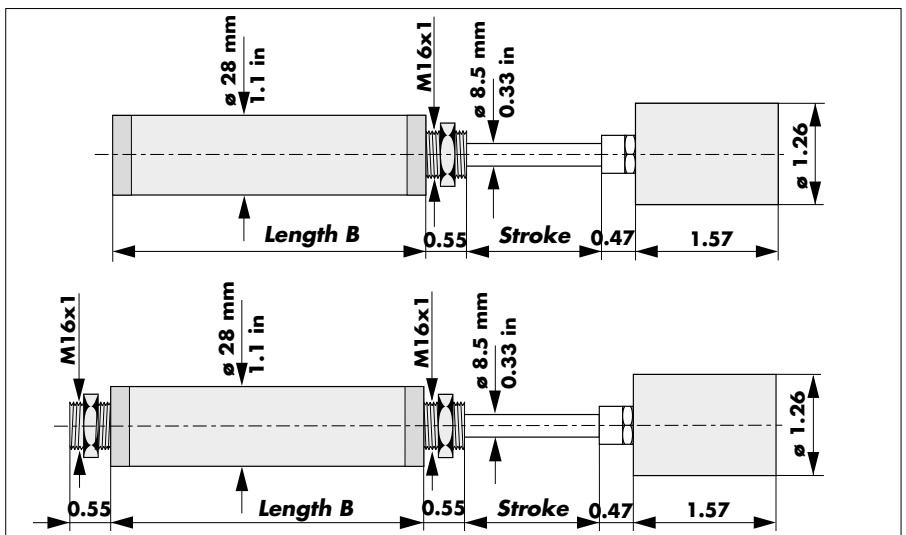 ø 28 mm
1.1 in
M16x1
ø 8.5 mm
0.33 in
ø 1.26
Length B
0.55
Stroke
0.47
1.57
M16x1
ø 28 mm
1.1 in
M16x1
ø 8.5 mm
0.33 in
ø 1.26
0.55
Length B
0.55
Stroke
0.47
1.57